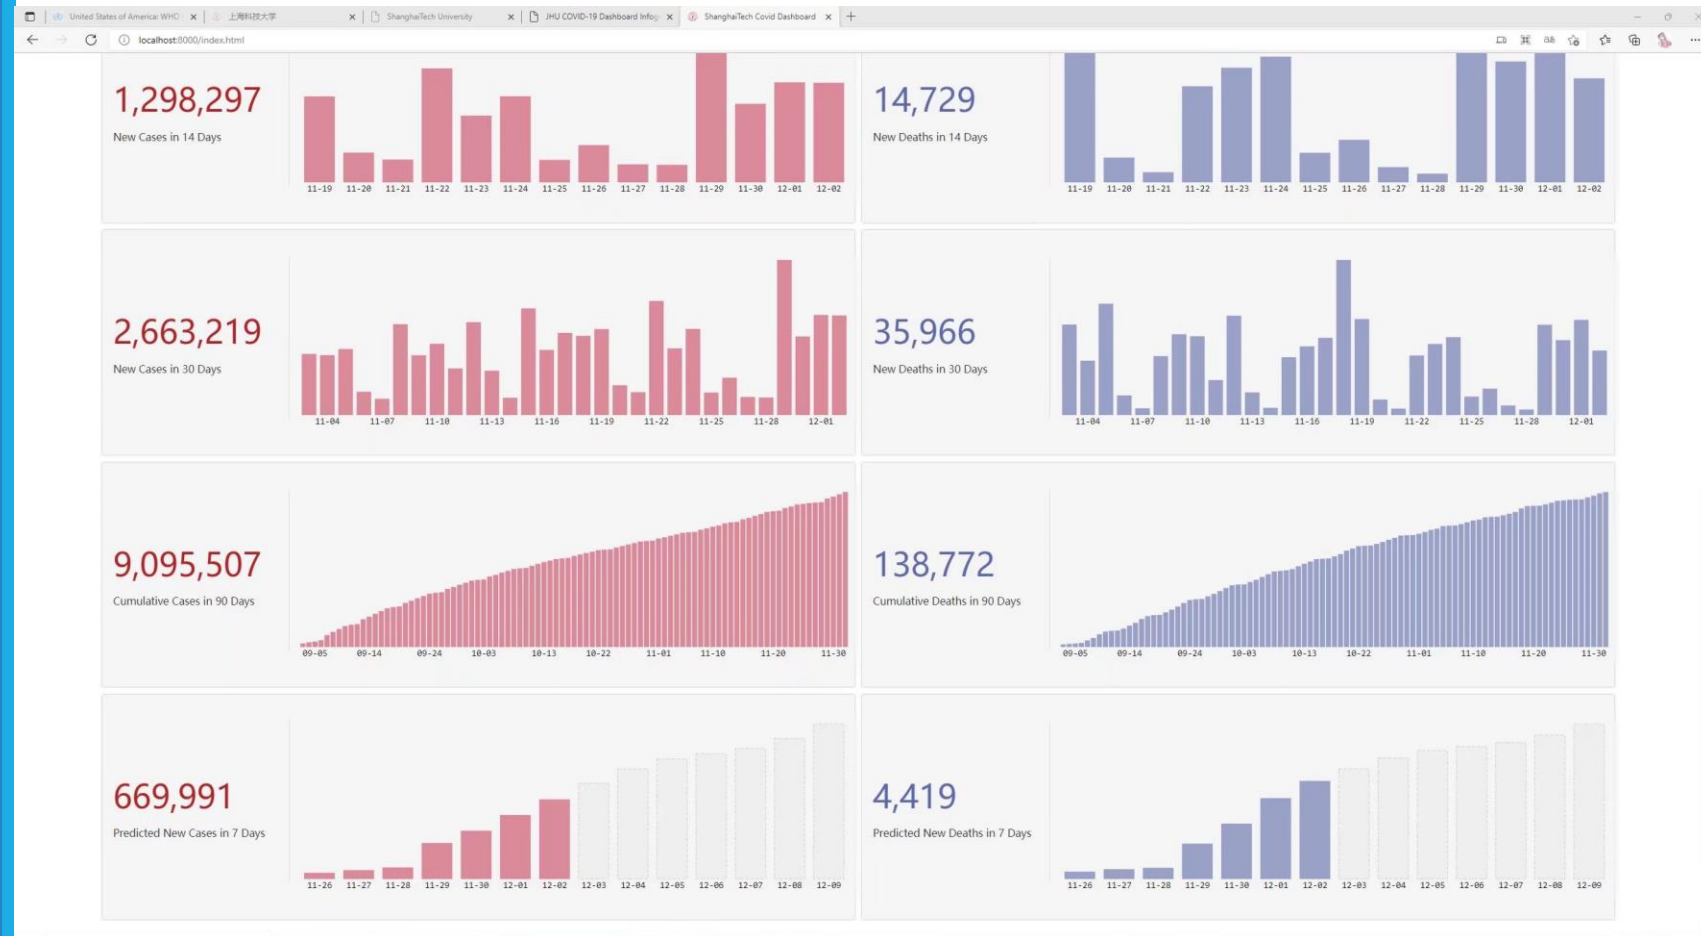 United States of America: WHO
上海科技大学
ShanghaiTech University
JHU COVID-19 Dashboard Infog
ShanghaiTech Covid Dashboard
localhost:8000/index.html
1,298,297
New Cases in 14 Days
11-19 11-20 11-21 11-22 11-23 11-24 11-25 11-26 11-27 11-28 11-29 11-30 12-01 12-02
14,729
New Deaths in 14 Days
11-19 11-20 11-21 11-22 11-23 11-24 11-25 11-26 11-27 11-28 11-29 11-30 12-01 12-02
2,663,219
New Cases in 30 Days
11-04 11-07 11-10 11-13 11-16 11-19 11-22 11-25 11-28 12-01
35,966
New Deaths in 30 Days
11-04 11-07 11-10 11-13 11-16 11-19 11-22 11-25 11-28 12-01
9,095,507
Cumulative Cases in 90 Days
09-05 09-14 09-24 10-03 10-13 10-22 11-01 11-10 11-20 11-30
138,772
Cumulative Deaths in 90 Days
09-05 09-14 09-24 10-03 10-13 10-22 11-01 11-10 11-20 11-30
669,991
Predicted New Cases in 7 Days
11-26 11-27 11-28 11-29 11-30 12-01 12-02 12-03 12-04 12-05 12-06 12-07 12-08 12-09
4,419
Predicted New Deaths in 7 Days
11-26 11-27 11-28 11-29 11-30 12-01 12-02 12-03 12-04 12-05 12-06 12-07 12-08 12-09